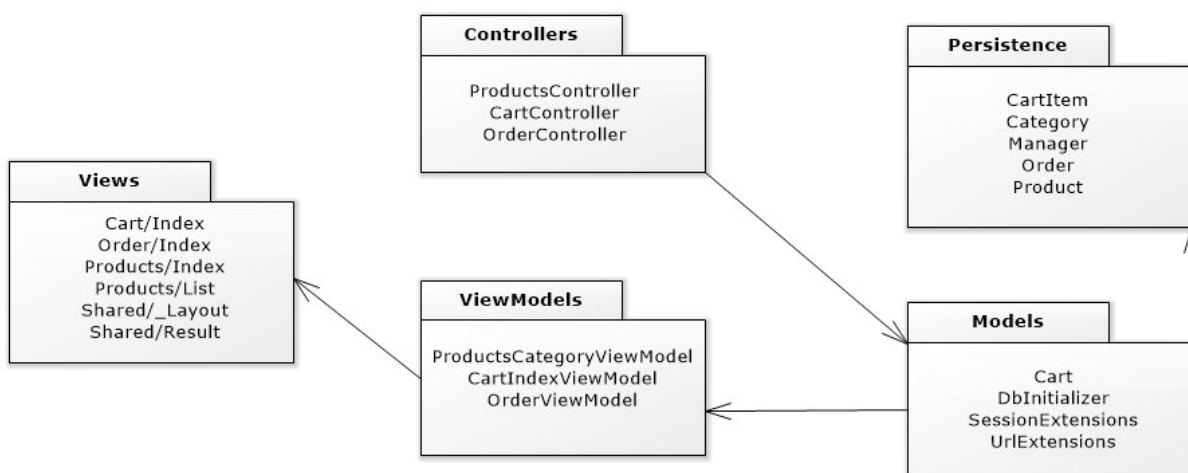 Controllers
ProductsController
CartController
OrderController
Persistence
CartItem
Category
Manager
Order
Product
Views
Cart/Index
Order/Index
Products/Index
Products/List
Shared/_Layout
Shared/Result
ViewModels
ProductsCategoryViewModel
CartIndexViewModel
OrderViewModel
Models
Cart
DbInitializer
SessionExtensions
UrlExtensions